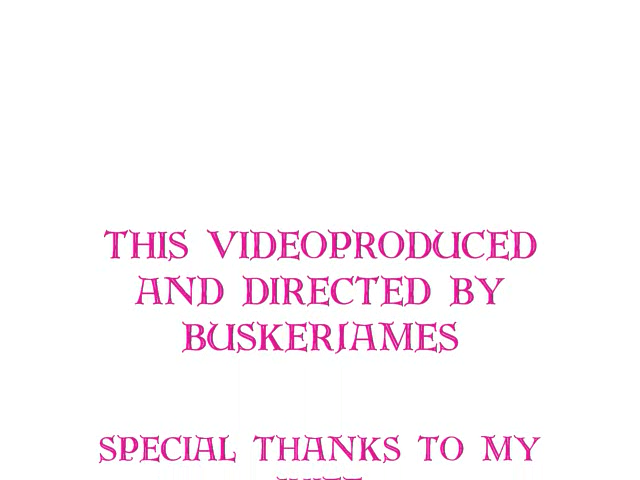 THIS VIDEOPRODUCED
AND DIRECTED BY
BUSKERJAMES
SPECIAL THANKS TO MY